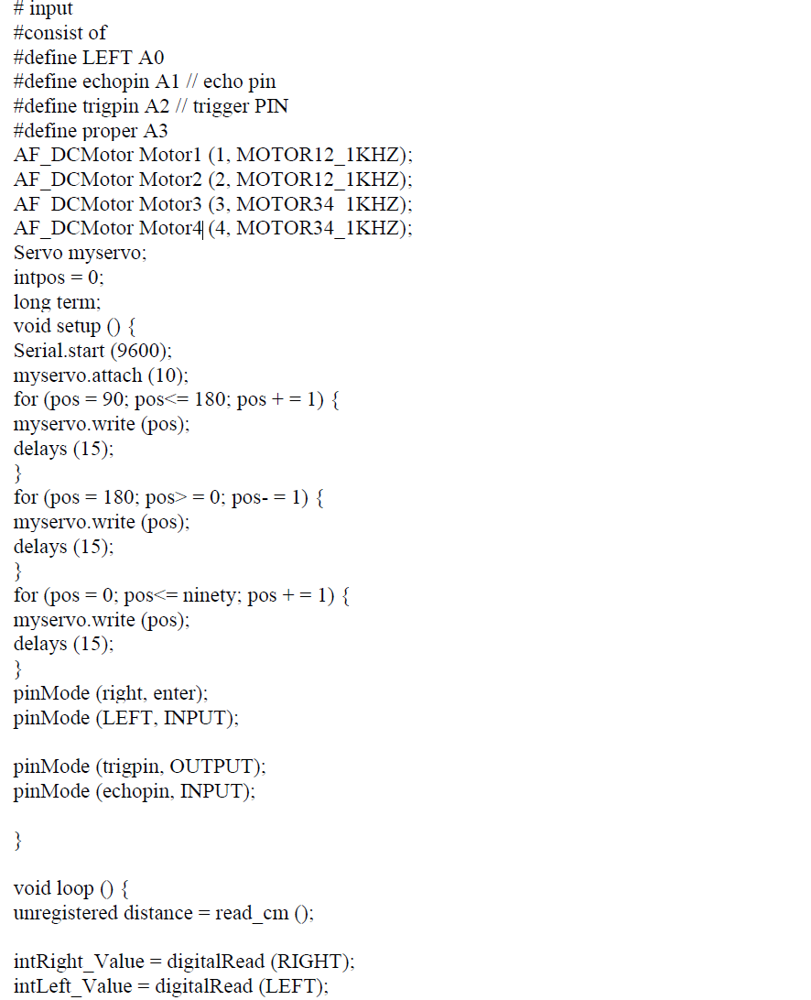 # input
#consist of
#define LEFT A0
#define echopin A1 // echo pin
#define trigpin A2 // trigger PIN
#define proper A3
AF_DCMotor Motor1 (1, MOTOR12_1KHZ);
AF_DCMotor Motor2 (2, MOTOR12_1KHZ);
AF_DCMotor Motor3 (3, MOTOR34_1KHZ);
AF_DCMotor Motor4 (4, MOTOR34_1KHZ);
Servo myservo;
intpos = 0;
long term;
void setup () {
Serial.start (9600);
myservo.attach (10);
for (pos = 90; pos<= 180; pos + = 1) {
myservo.write (pos);
delays (15);
}
for (pos = 180; pos> = 0; pos- = 1) {
myservo.write (pos);
delays (15);
}
for (pos = 0; pos<= ninety; pos + = 1) {
myservo.write (pos);
delays (15);
}
pinMode (right, enter);
pinMode (LEFT, INPUT);
pinMode (trigpin, OUTPUT);
pinMode (echopin, INPUT);
}
void loop () {
unregistered distance = read_cm ();
intRight_Value = digitalRead (RIGHT);
intLeft_Value = digitalRead (LEFT);